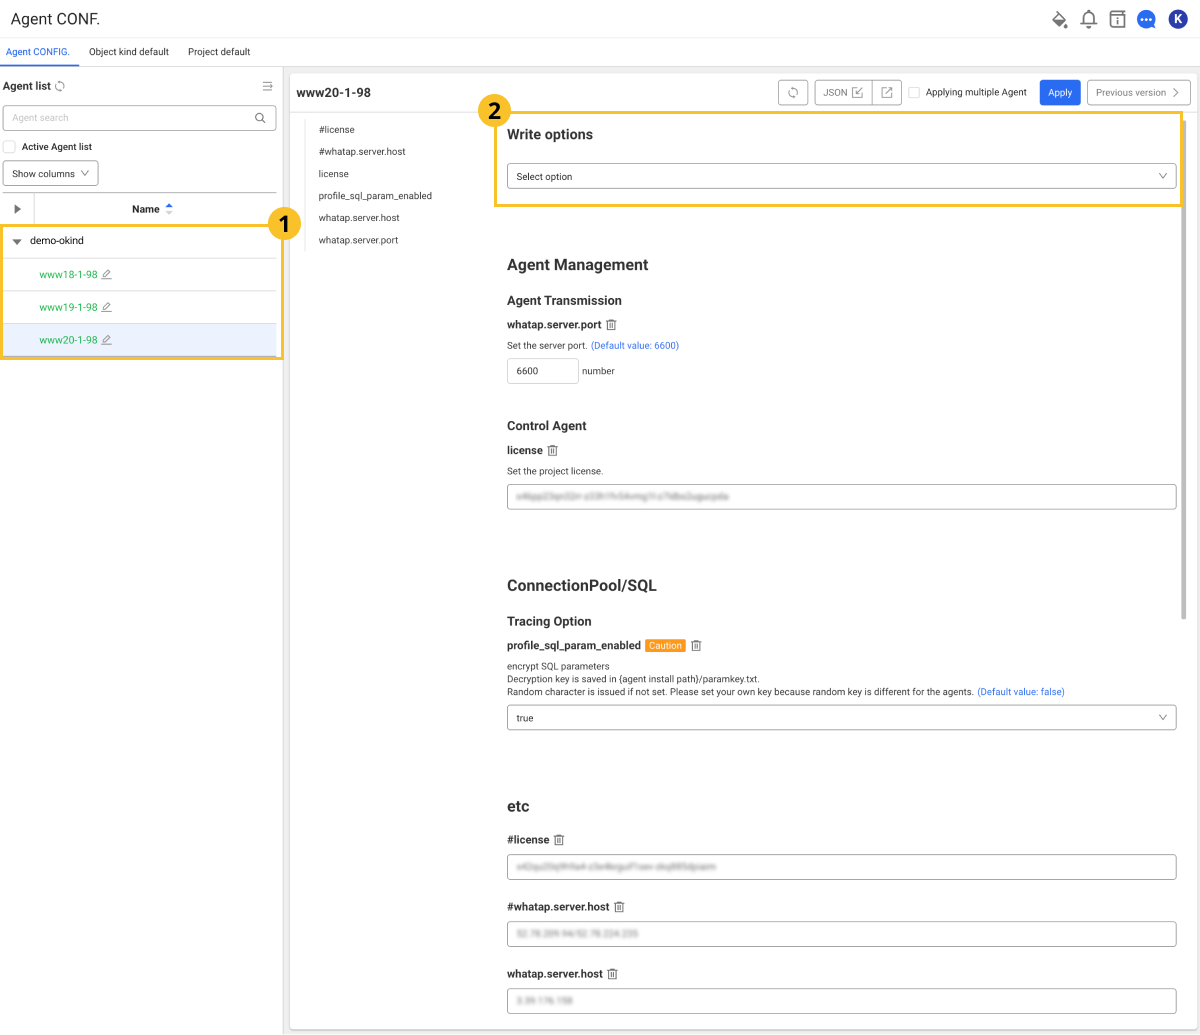 Agent CONF.
K
Agent CONFIG. Object kind default Project default
Agent list
Agent search
Active Agent list
Show columns
Name
1
demo-okind
www18-1-98
www19-1-98
www20-1-98
www20-1-98
JSON
Applying multiple Agent
Apply
Previous version
#license
#whatap.server.host
license
profile_sql_param_enabled
whatap.server.host
whatap.server.port
2
Write options
Select option
Agent Management
Agent Transmission
whatap.server.port
Set the server port. (Default value: 6600)
6600 number
Control Agent
license
Set the project license.
ConnectionPool/SQL
Tracing Option
profile_sql_param_enabled Caution
encrypt SQL parameters
Decryption key is saved in {agent install path}/paramkey.txt.
Random character is issued if not set. Please set your own key because random key is different for the agents. (Default value: false)
true
etc
#license
#whatap.server.host
whatap.server.host